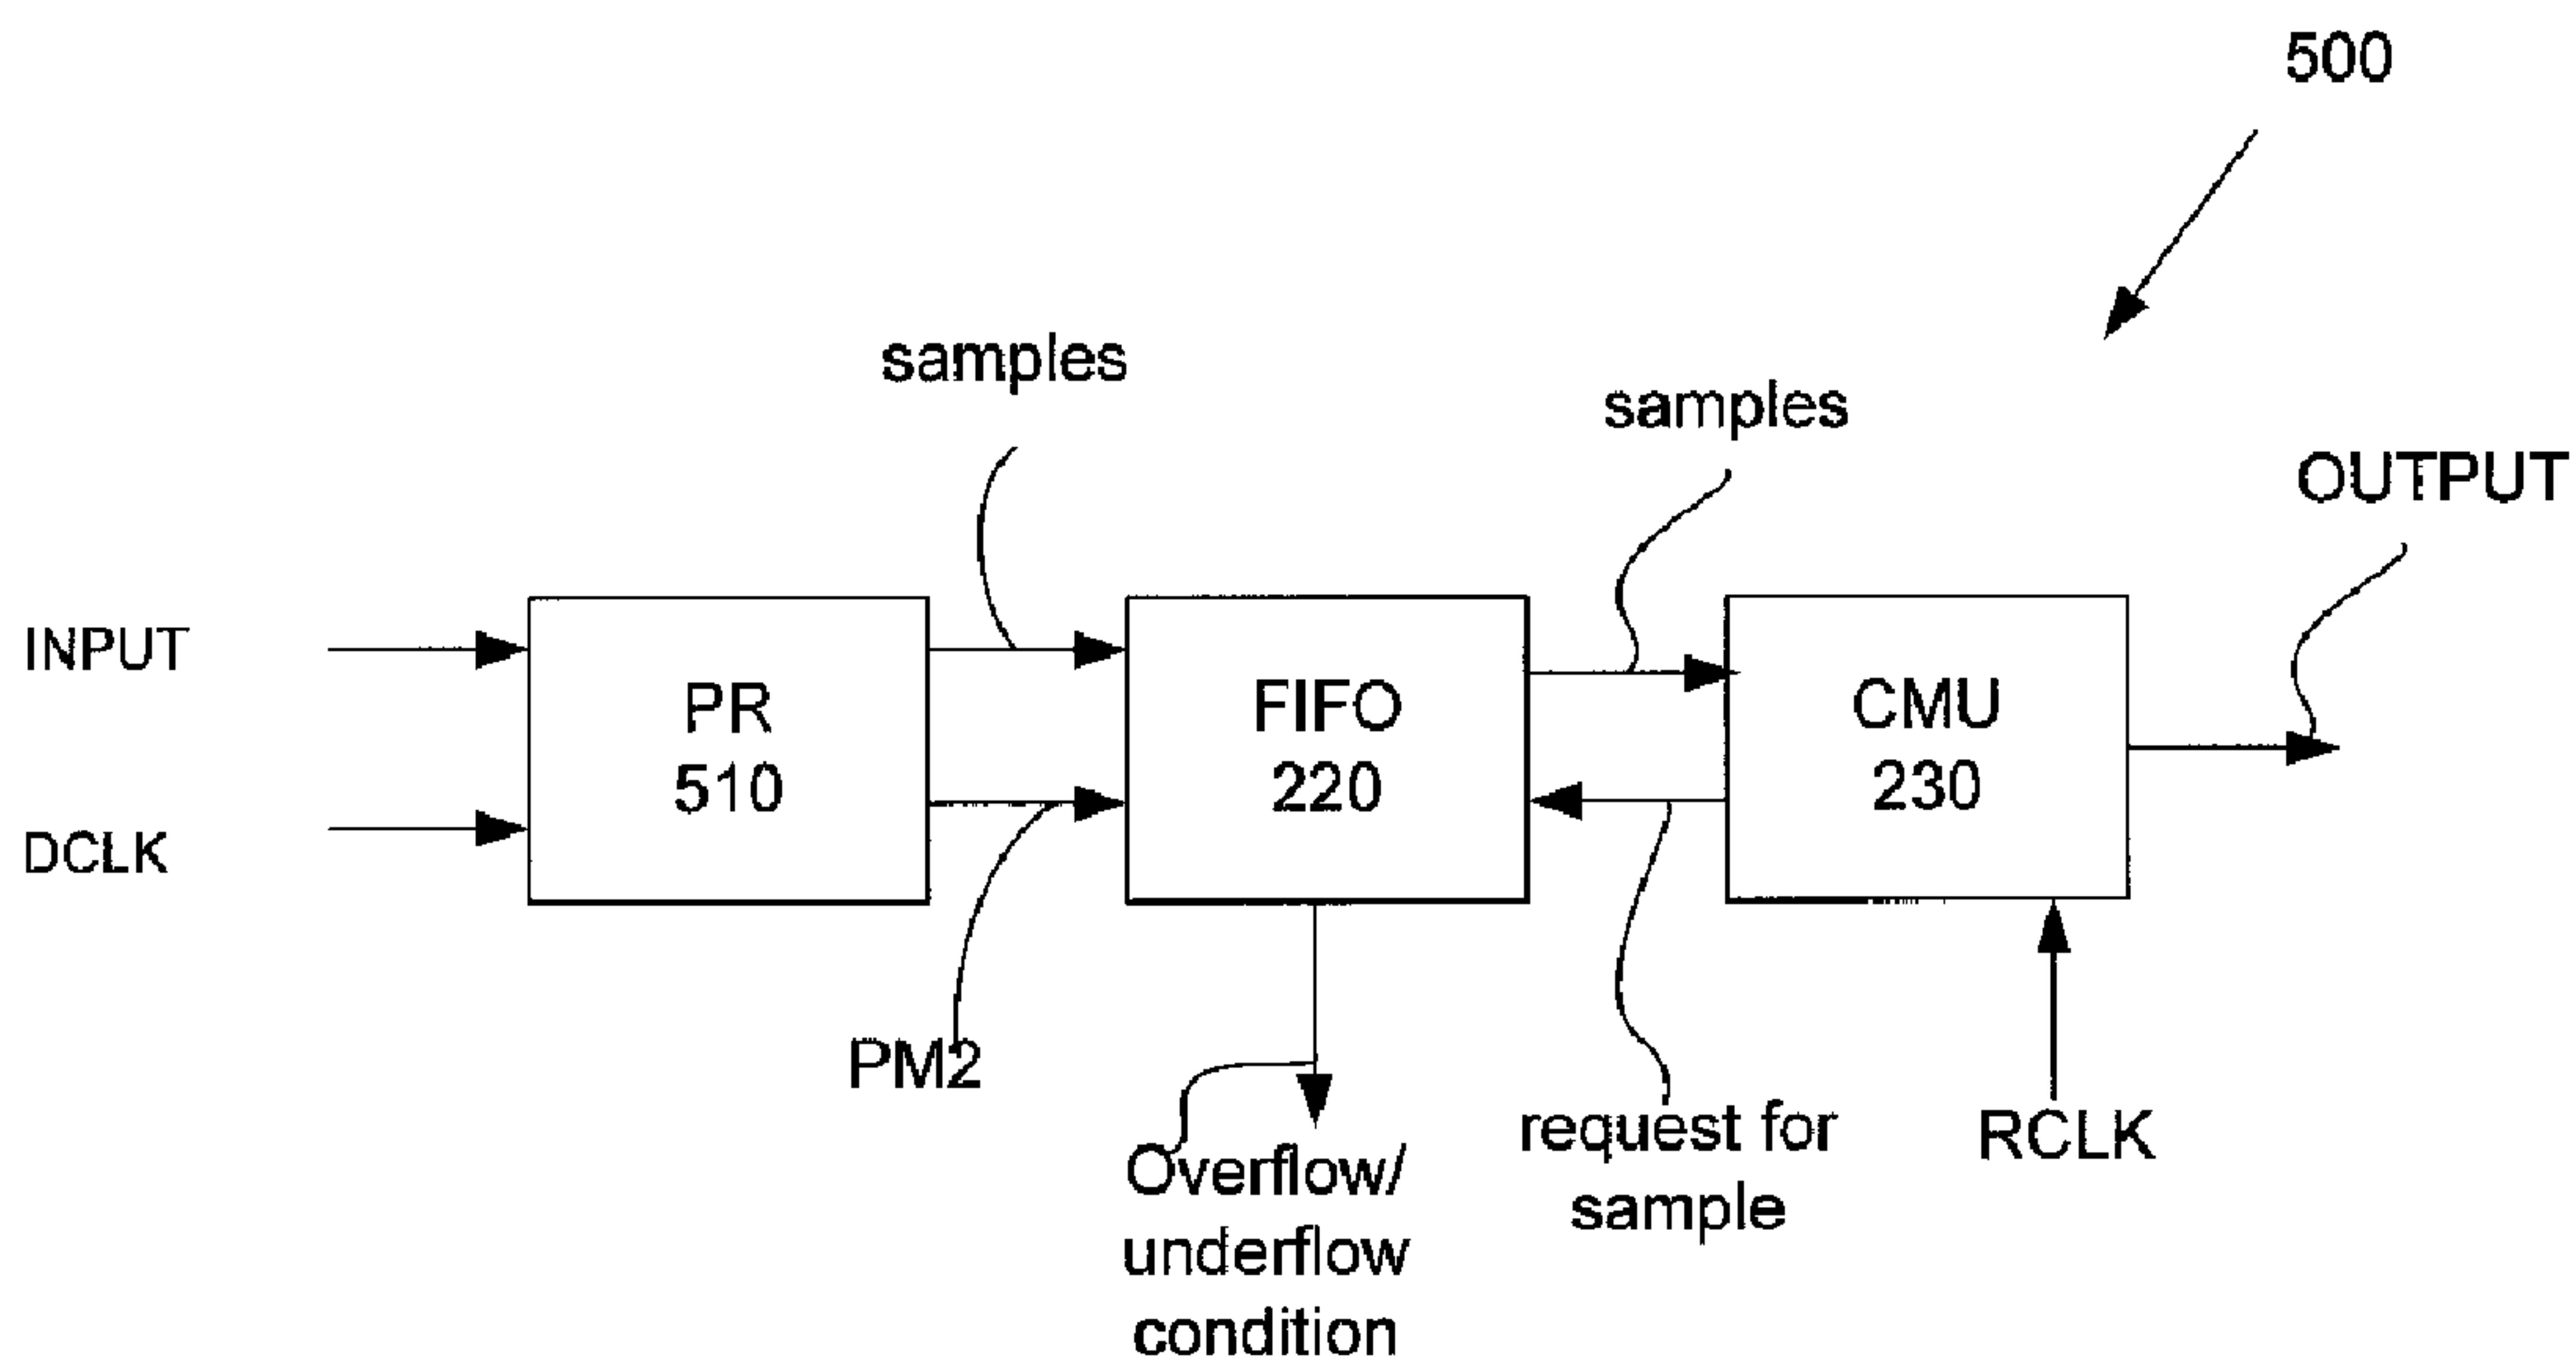 500
samples
samples
OUTPUT
INPUT
PR
510
FIFO
220
CMU
230
DCLK
PM2
Overflow/
underflow
condition
request for
sample
RCLK